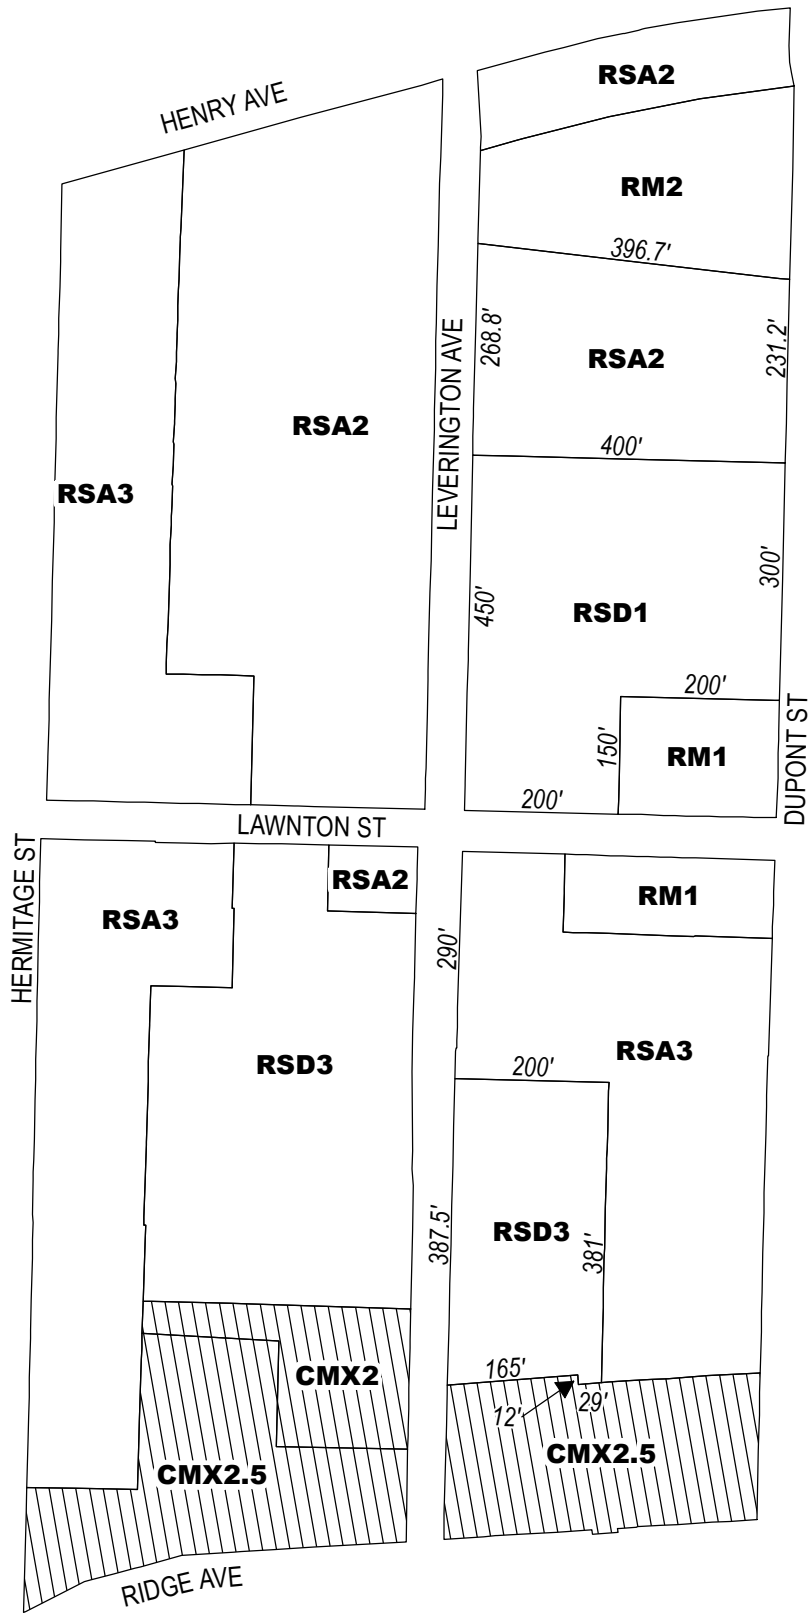 HENRY AVE
RSA2
RM2
396.7'
LEVERINGTON AVE
268.8'
231.2'
RSA2
RSA2
400'
RSA3
450'
300'
RSD1
200'
150'
RM1
DUPONT ST
200'
LAWNTON ST
HERMITAGE ST
RSA2
RSA3
RM1
290'
RSD3
RSA3
200'
387.5'
RSD3
381'
165'
CMX2
12'
29'
CMX2.5
CMX2.5
RIDGE AVE